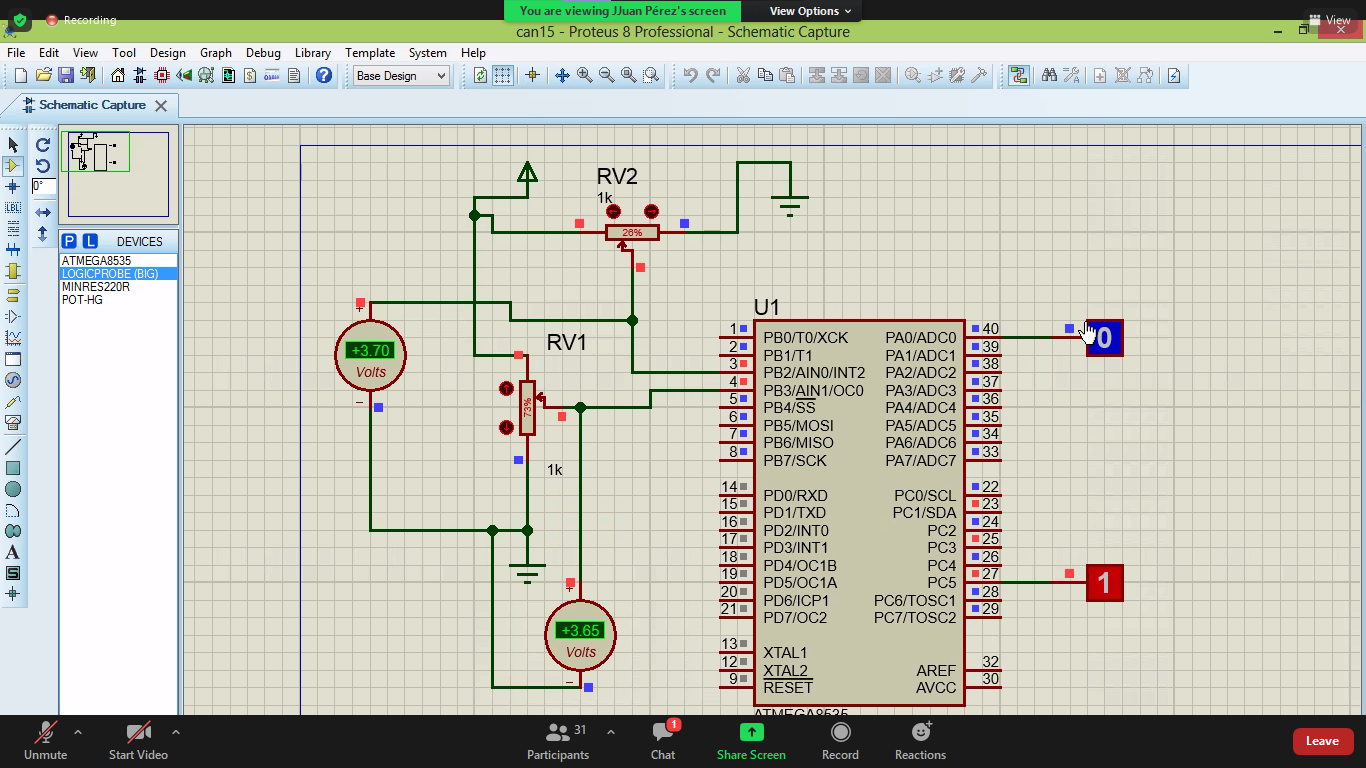 You are viewing JJuan Pérez's screen
View Options
Recording
View
can15 - Proteus 8 Professional - Schematic Capture
File Edit View Tool Design Graph Debug Library Template System Help
Base Design
Schematic Capture
0°
LBL
P L DEVICES
ATMEGA8535
LOGICPROBE (BIG)
MINRES220R
POT-HG
A
S
RV2
1k
26%
+
+3.70
Volts
−
RV1
73%
1k
+
+3.65
Volts
−
U1
1 PB0/T0/XCK PA0/ADC0 40
2 PB1/T1 PA1/ADC1 39
3 PB2/AIN0/INT2 PA2/ADC2 38
4 PB3/AIN1/OC0 PA3/ADC3 37
5 PB4/SS PA4/ADC4 36
6 PB5/MOSI PA5/ADC5 35
7 PB6/MISO PA6/ADC6 34
8 PB7/SCK PA7/ADC7 33
14 PD0/RXD PC0/SCL 22
15 PD1/TXD PC1/SDA 23
16 PD2/INT0 PC2 24
17 PD3/INT1 PC3 25
18 PD4/OC1B PC4 26
19 PD5/OC1A PC5 27
20 PD6/ICP1 PC6/TOSC1 28
21 PD7/OC2 PC7/TOSC2 29
13 XTAL1
12 XTAL2 AREF 32
9 RESET AVCC 30
ATMEGA8535
0
1
Unmute
Start Video
31
Participants
1
Chat
Share Screen
Record
Reactions
Leave